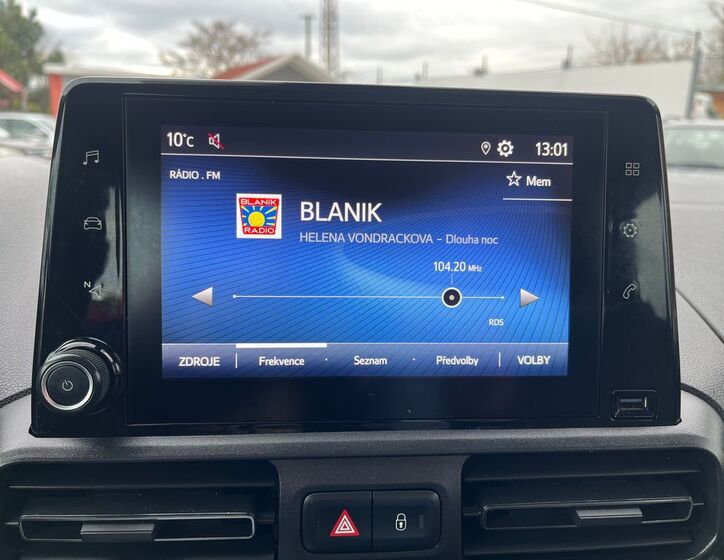 10°C 13:01
RÁDIO . FM
Mem
BLANÍK
RADIO
BLANIK
HELENA VONDRACKOVA – Dlouha noc
104.20 MHz
RDS
ZDROJE Frekvence Seznam Předvolby VOLBY
N